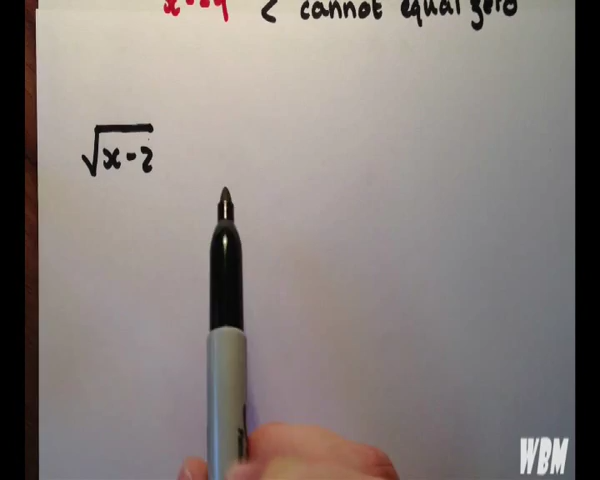 < cannot equal zero
√x-2
WBM